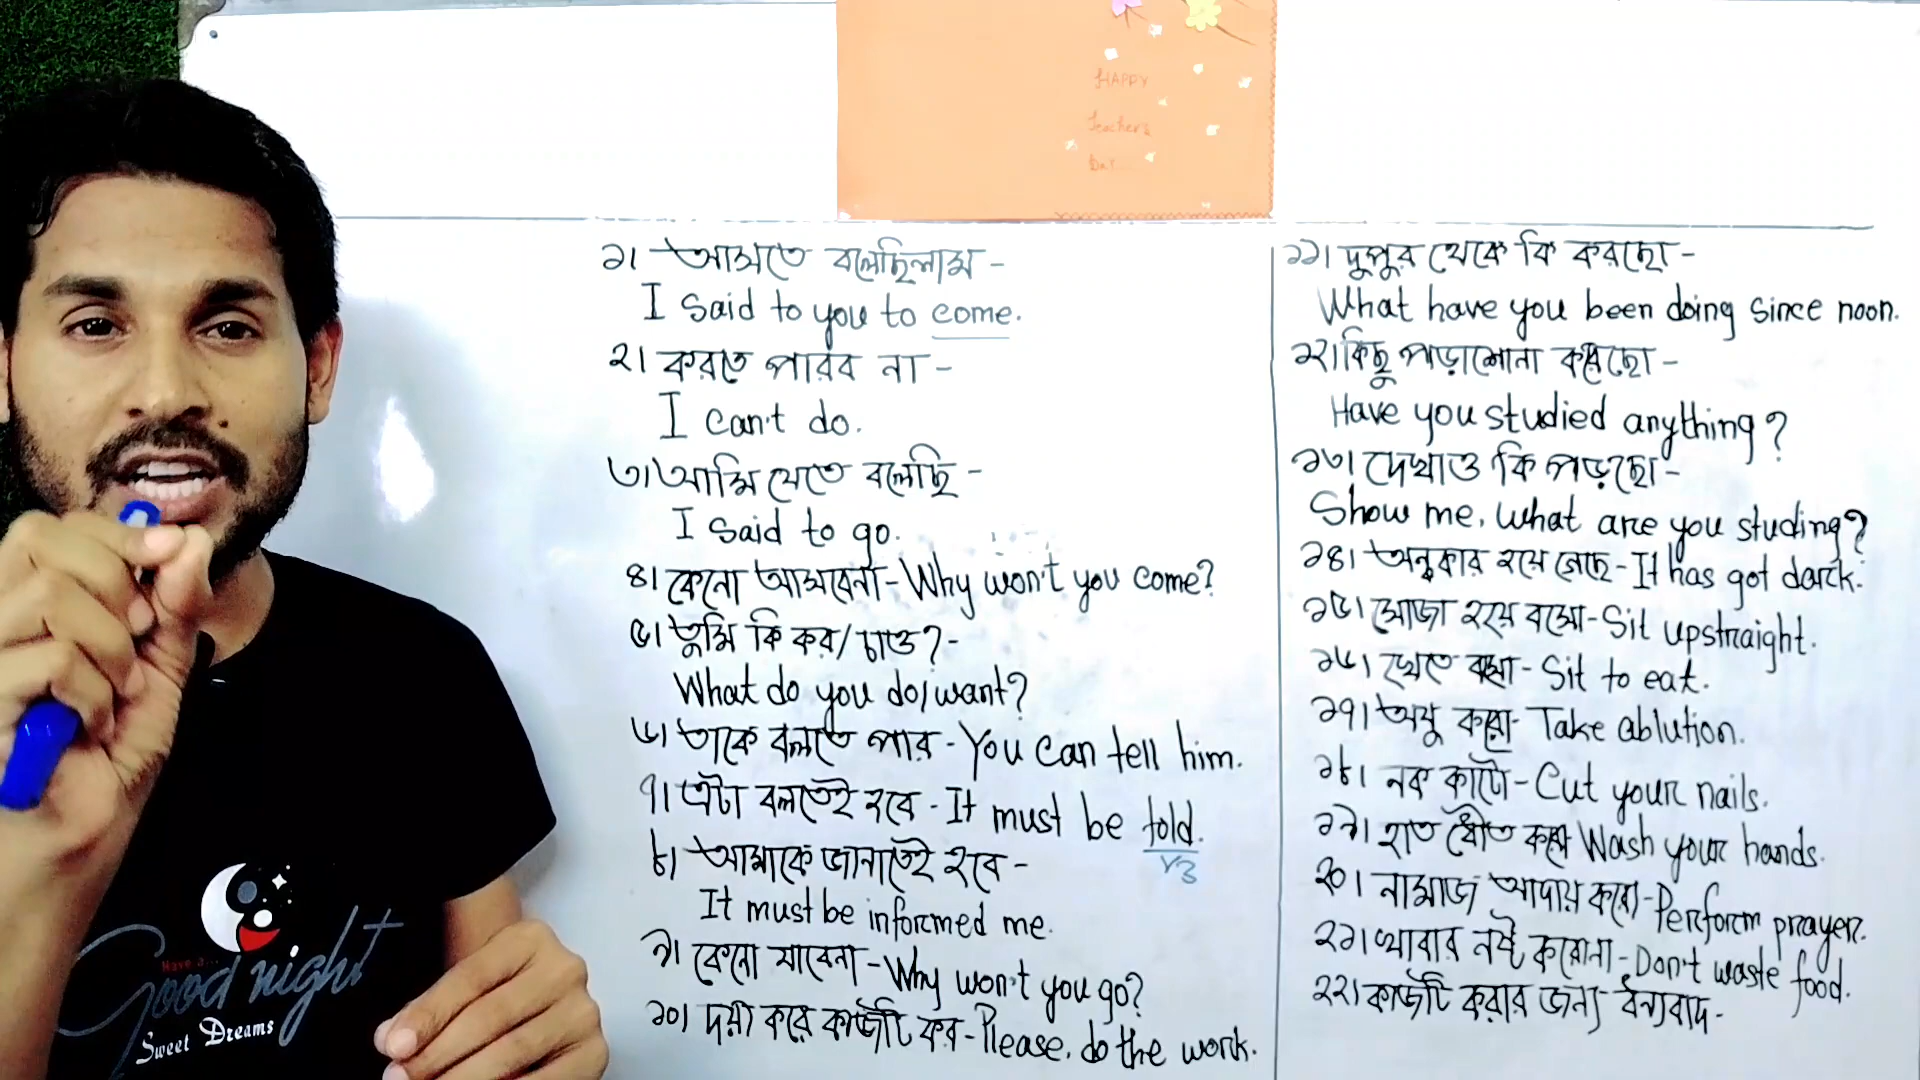 HAPPY
Teacher's
Day
১। আসতে বলেছিলাম -
I said to you to come.
২। করতে পারব না -
I can't do.
৩। আমি যেতে বলেছি -
I said to go.
৪। কেনো আসবেনা - Why won't you come?
৫। তুমি কি কর/চাও? -
What do you do/want?
৬। তাকে বলতে পার - You can tell him.
৭। এটা বলতেই হবে - It must be told.
V3
৮। আমাকে জানাতেই হবে -
It must be informed me.
৯। কেনো যাবেনা - Why won't you go?
১০। দয়া করে কাজটি কর - Please, do the work.
১১। দুপুর থেকে কি করছো -
What have you been doing since noon.
১২। কিছু পড়াশোনা করেছো -
Have you studied anything?
১৩। দেখাও কি পড়ছো -
Show me, what are you studing?
১৪। অন্ধকার হয়ে গেছে - It has got dark.
১৫। সোজা হয়ে বসো - Sit upstraight.
১৬। খেতে বসো - Sit to eat.
১৭। অযু করো - Take ablution.
১৮। নক কাটো - Cut your nails.
১৯। হাত ধৌত করো Wash your hands.
২০। নামাজ আদায় করো - Perform prayer.
২১। খাবার নষ্ট করোনা - Don't waste food.
২২। কাজটি করার জন্য ধন্যবাদ -
Have a...
Good night
Sweet Dreams